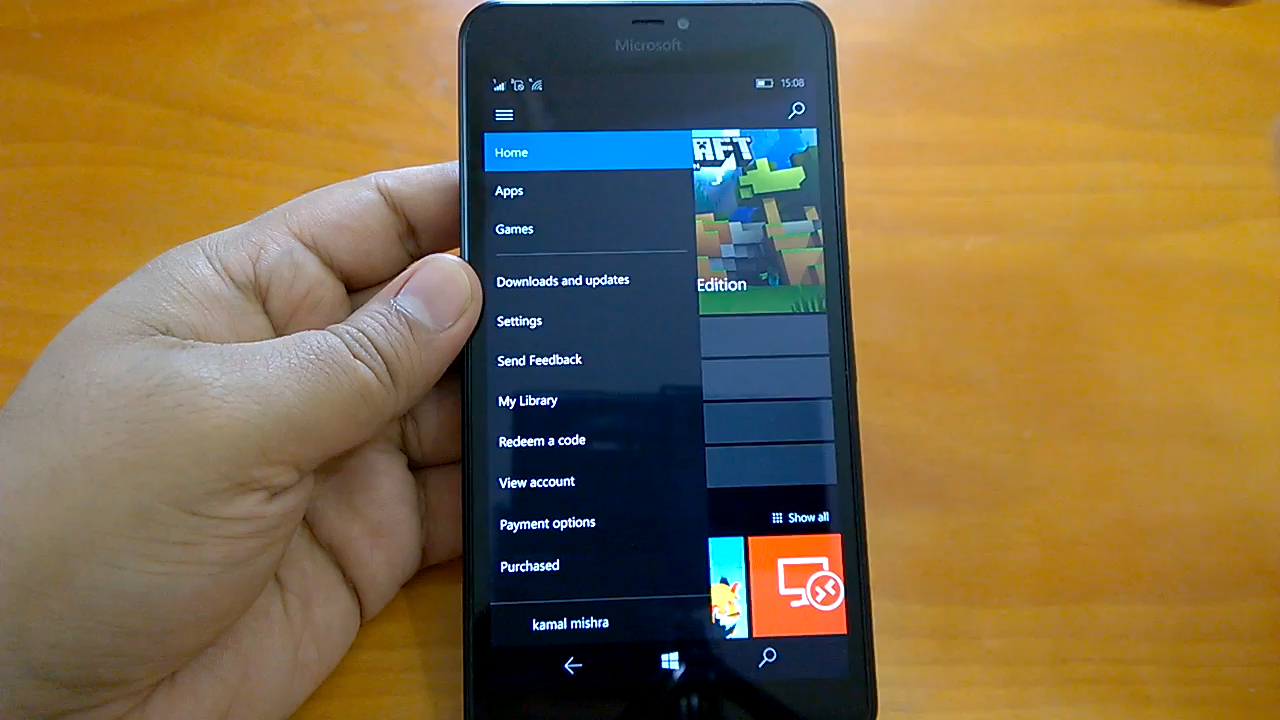 Microsoft
15:08
Home
AFT
Apps
Games
Downloads and updates
Edition
Settings
Send Feedback
My Library
Redeem a code
View account
Payment options
Show all
Purchased
kamal mishra